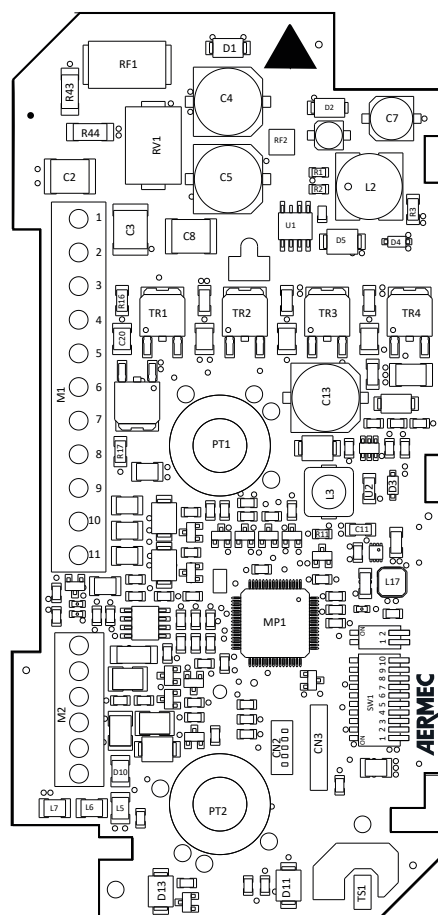 D1
RF1
R43
C4
D2
C7
R44
RV1
RF2
C5
R1
R2
C2
L2
R3
U1
C3
C8
D5
D4
1
2
3
4
5
6
7
8
9
10
11
M1
R16
TR1
TR2
TR3
TR4
C20
C13
PT1
R17
L3
U2
D3
R11
C11
L17
MP1
ON
1 2
M2
SW1
ON
1 2 3 4 5 6 7 8 9 10
AERMEC
CN2
CN3
D10
L7
L6
L5
PT2
D13
D11
TS1